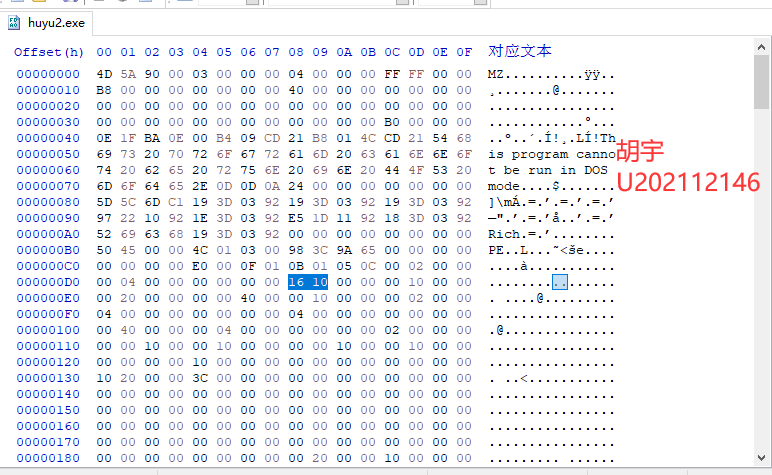 huyu2.exe
Offset(h) 00 01 02 03 04 05 06 07 08 09 0A 0B 0C 0D 0E 0F 对应文本
00000000 4D 5A 90 00 03 00 00 00 04 00 00 00 FF FF 00 00 MZ..........ÿÿ..
00000010 B8 00 00 00 00 00 00 00 40 00 00 00 00 00 00 00 ¸.......@.......
00000020 00 00 00 00 00 00 00 00 00 00 00 00 00 00 00 00 ................
00000030 00 00 00 00 00 00 00 00 00 00 00 00 B0 00 00 00 ............°...
00000040 0E 1F BA 0E 00 B4 09 CD 21 B8 01 4C CD 21 54 68 ..º..´.Í!¸.LÍ!Th
00000050 69 73 20 70 72 6F 67 72 61 6D 20 63 61 6E 6E 6F is program canno
00000060 74 20 62 65 20 72 75 6E 20 69 6E 20 44 4F 53 20 t be run in DOS
00000070 6D 6F 64 65 2E 0D 0D 0A 24 00 00 00 00 00 00 00 mode....$.......
00000080 5D 5C 6D C1 19 3D 03 92 19 3D 03 92 19 3D 03 92 ]\mÁ.=.’.=.’.=.’
00000090 97 22 10 92 1E 3D 03 92 E5 1D 11 92 18 3D 03 92 —".’.=.’å..’.=.’
000000A0 52 69 63 68 19 3D 03 92 00 00 00 00 00 00 00 00 Rich.=.’........
000000B0 50 45 00 00 4C 01 03 00 98 3C 9A 65 00 00 00 00 PE..L...˜<še....
000000C0 00 00 00 00 E0 00 0F 01 0B 01 05 0C 00 02 00 00 ....à...........
000000D0 00 04 00 00 00 00 00 00 16 10 00 00 00 10 00 00 ................
000000E0 00 20 00 00 00 00 40 00 00 10 00 00 00 02 00 00 . ....@.........
000000F0 04 00 00 00 00 00 00 00 04 00 00 00 00 00 00 00 ................
00000100 00 40 00 00 00 04 00 00 00 00 00 00 02 00 00 00 .@..............
00000110 00 00 10 00 00 10 00 00 00 00 10 00 00 10 00 00 ................
00000120 00 00 00 00 10 00 00 00 00 00 00 00 00 00 00 00 ................
00000130 10 20 00 00 3C 00 00 00 00 00 00 00 00 00 00 00 . ..<...........
00000140 00 00 00 00 00 00 00 00 00 00 00 00 00 00 00 00 ................
00000150 00 00 00 00 00 00 00 00 00 00 00 00 00 00 00 00 ................
00000160 00 00 00 00 00 00 00 00 00 00 00 00 00 00 00 00 ................
00000170 00 00 00 00 00 00 00 00 00 00 00 00 00 00 00 00 ................
00000180 00 00 00 00 00 00 00 00 00 20 00 00 10 00 00 00 ......... ......
胡宇
U202112146